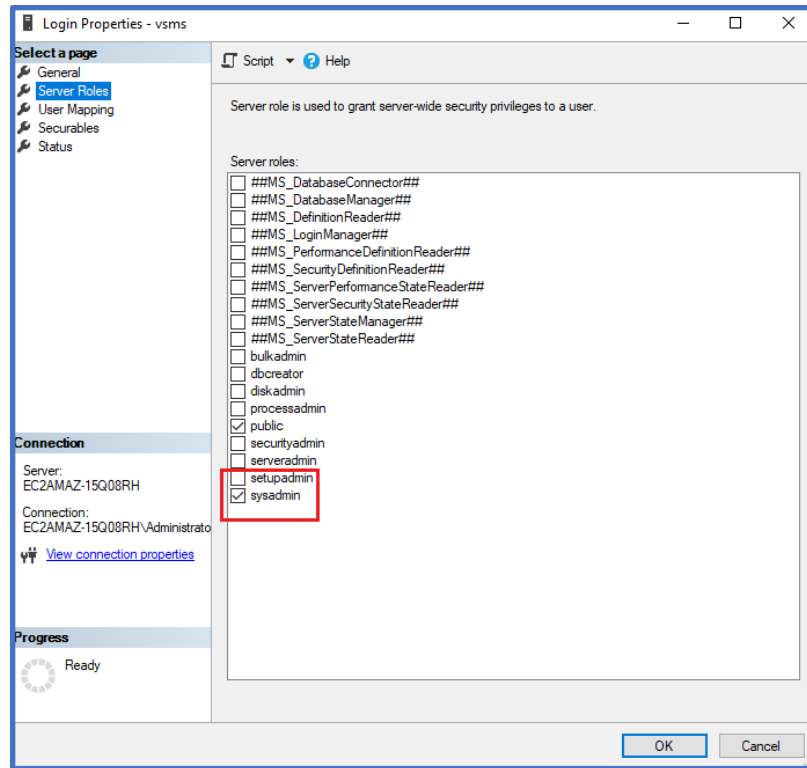 Login Properties - vsms
Select a page
General
Server Roles
User Mapping
Securables
Status
Script
Help
Server role is used to grant server-wide security privileges to a user.
Server roles:
##MS_DatabaseConnector##
##MS_DatabaseManager##
##MS_DefinitionReader##
##MS_LoginManager##
##MS_PerformanceDefinitionReader##
##MS_SecurityDefinitionReader##
##MS_ServerPerformanceStateReader##
##MS_ServerSecurityStateReader##
##MS_ServerStateManager##
##MS_ServerStateReader##
bulkadmin
dbcreator
diskadmin
processadmin
public
securityadmin
serveradmin
setupadmin
sysadmin
Connection
Server:
EC2AMAZ-15Q08RH
Connection:
EC2AMAZ-15Q08RH\Administrato
View connection properties
Progress
Ready
OK
Cancel